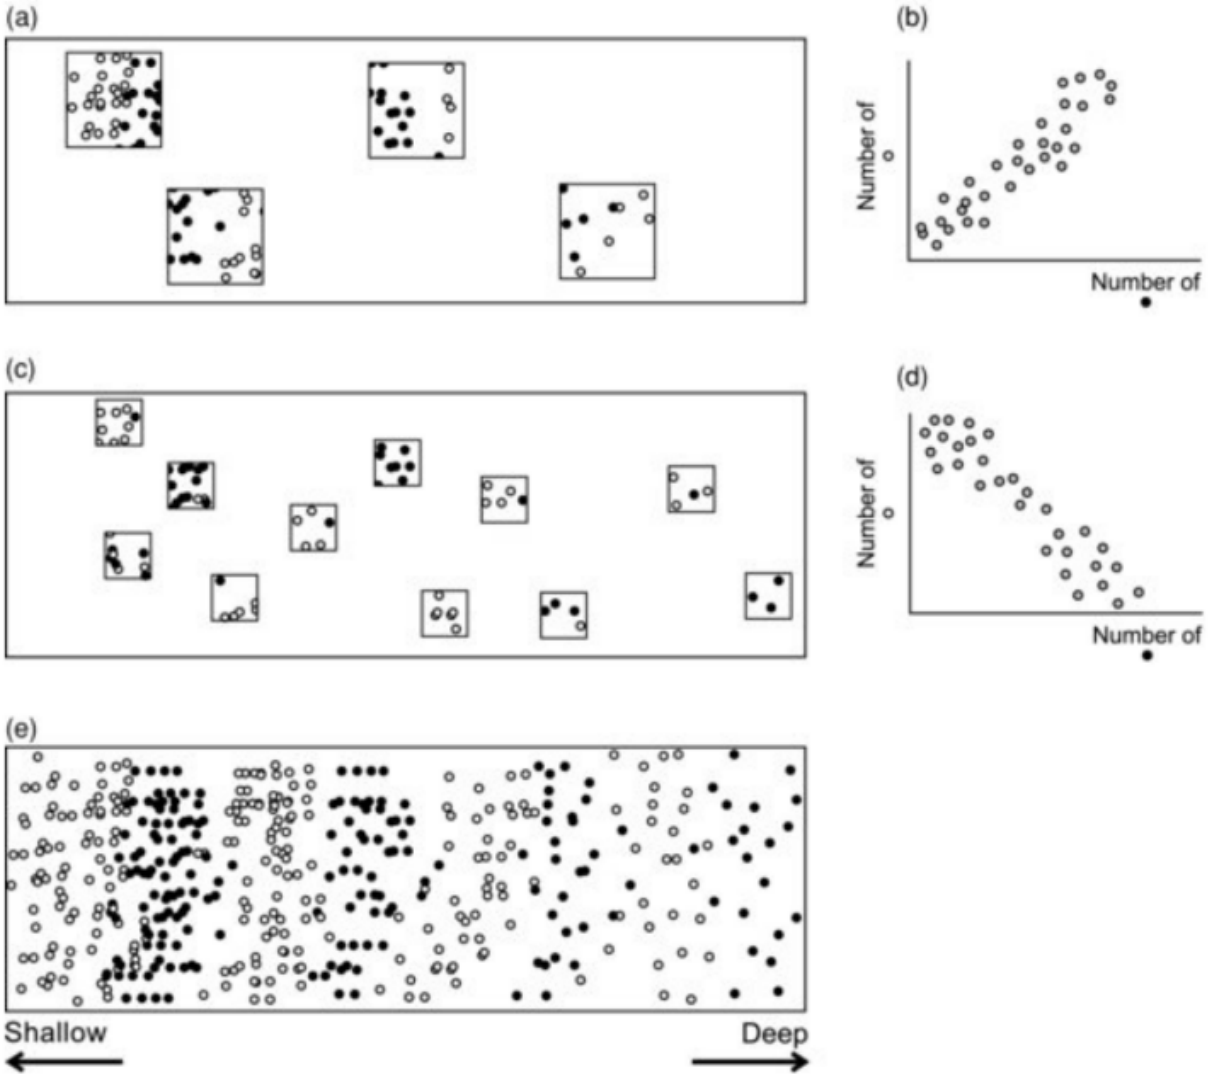 (a)
(b)
Number of
Number of
(c)
(d)
Number of
Number of
(e)
Shallow
Deep